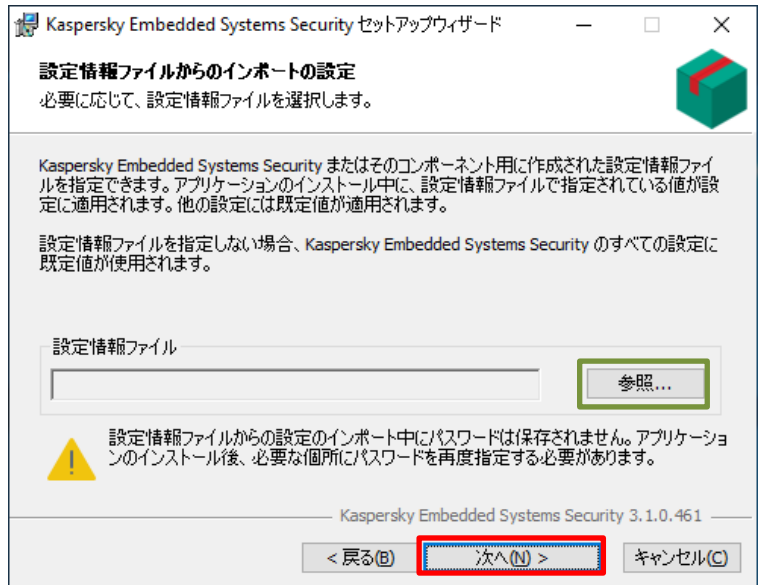 Kaspersky Embedded Systems Security セットアップウィザード
設定情報ファイルからのインポートの設定
必要に応じて、設定情報ファイルを選択します。
Kaspersky Embedded Systems Security またはそのコンポーネント用に作成された設定情報ファイ
ルを指定できます。アプリケーションのインストール中に、設定情報ファイルで指定されている値が設
定に適用されます。他の設定には既定値が適用されます。
設定情報ファイルを指定しない場合、Kaspersky Embedded Systems Security のすべての設定に
既定値が使用されます。
設定情報ファイル
参照...
設定情報ファイルからの設定のインポート中にパスワードは保存されません。アプリケーショ
ンのインストール後、必要な個所にパスワードを再度指定する必要があります。
Kaspersky Embedded Systems Security 3.1.0.461
< 戻る(B) 次へ(N) > キャンセル(C)